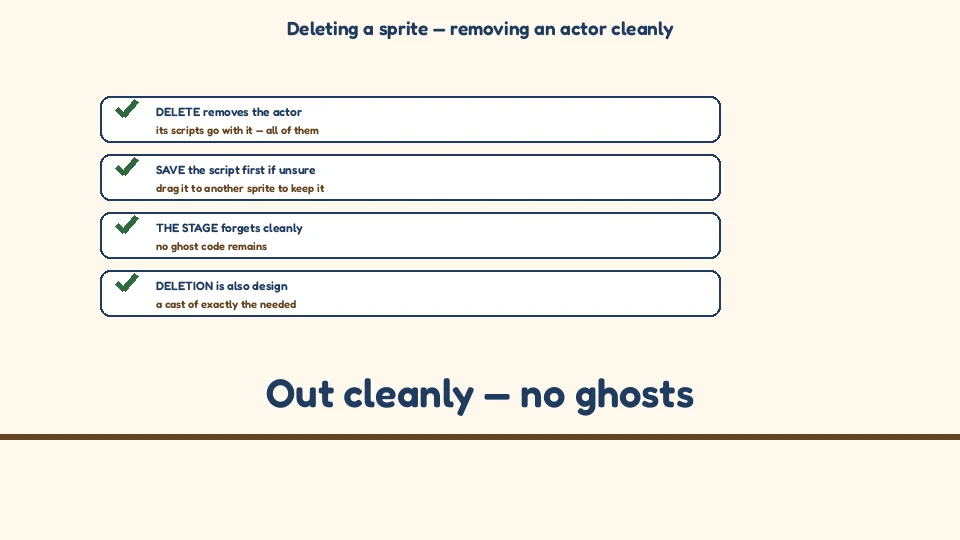 Deleting a sprite — removing an actor cleanly
DELETE removes the actor
its scripts go with it — all of them
SAVE the script first if unsure
drag it to another sprite to keep it
THE STAGE forgets cleanly
no ghost code remains
DELETION is also design
a cast of exactly the needed
Out cleanly — no ghosts